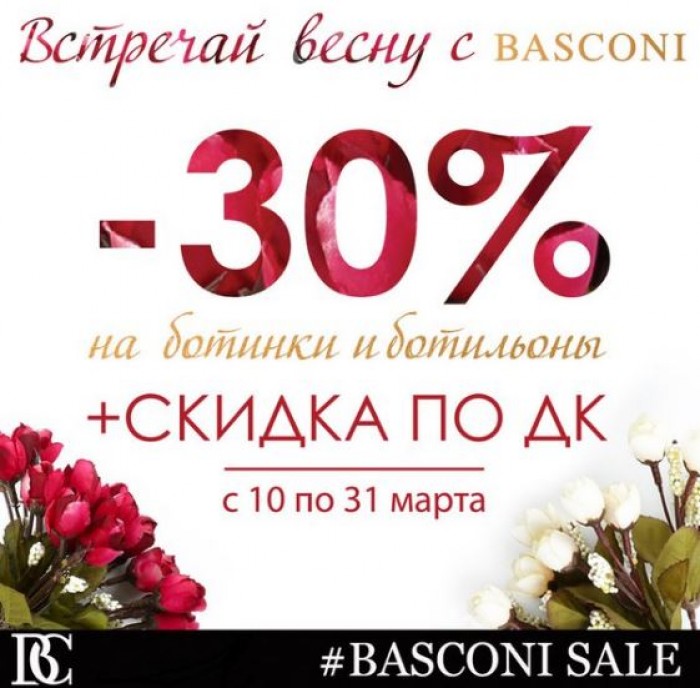 Встречай весну с BASCONI
-30%
на ботинки и ботильоны
+СКИДКА ПО ДК
с 10 по 31 марта
BC #BASCONI SALE